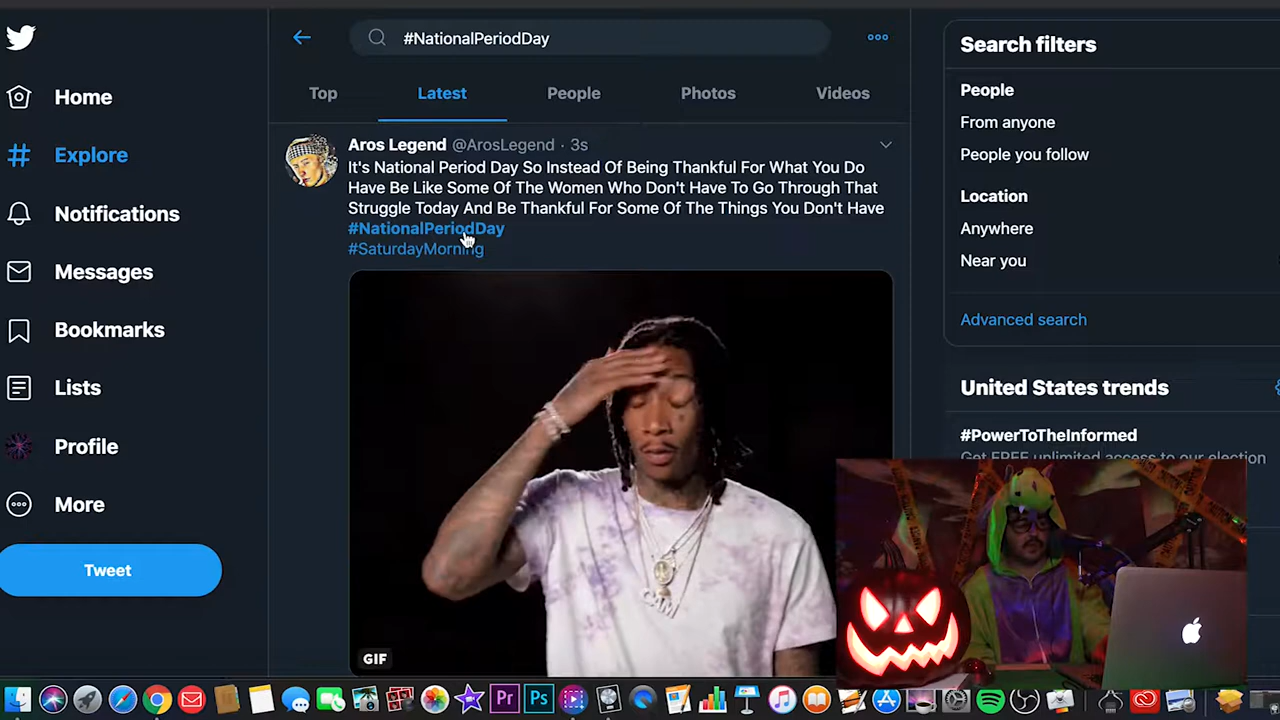 #NationalPeriodDay
Home
Explore
Notifications
Messages
Bookmarks
Lists
Profile
More
Tweet
Top Latest People Photos Videos
Aros Legend @ArosLegend · 3s
It's National Period Day So Instead Of Being Thankful For What You Do
Have Be Like Some Of The Women Who Don't Have To Go Through That
Struggle Today And Be Thankful For Some Of The Things You Don't Have
#NationalPeriodDay
#SaturdayMorning
GIF
Search filters
People
From anyone
People you follow
Location
Anywhere
Near you
Advanced search
United States trends
#PowerToTheInformed
Get FREE unlimited access to our election
Pr Ps